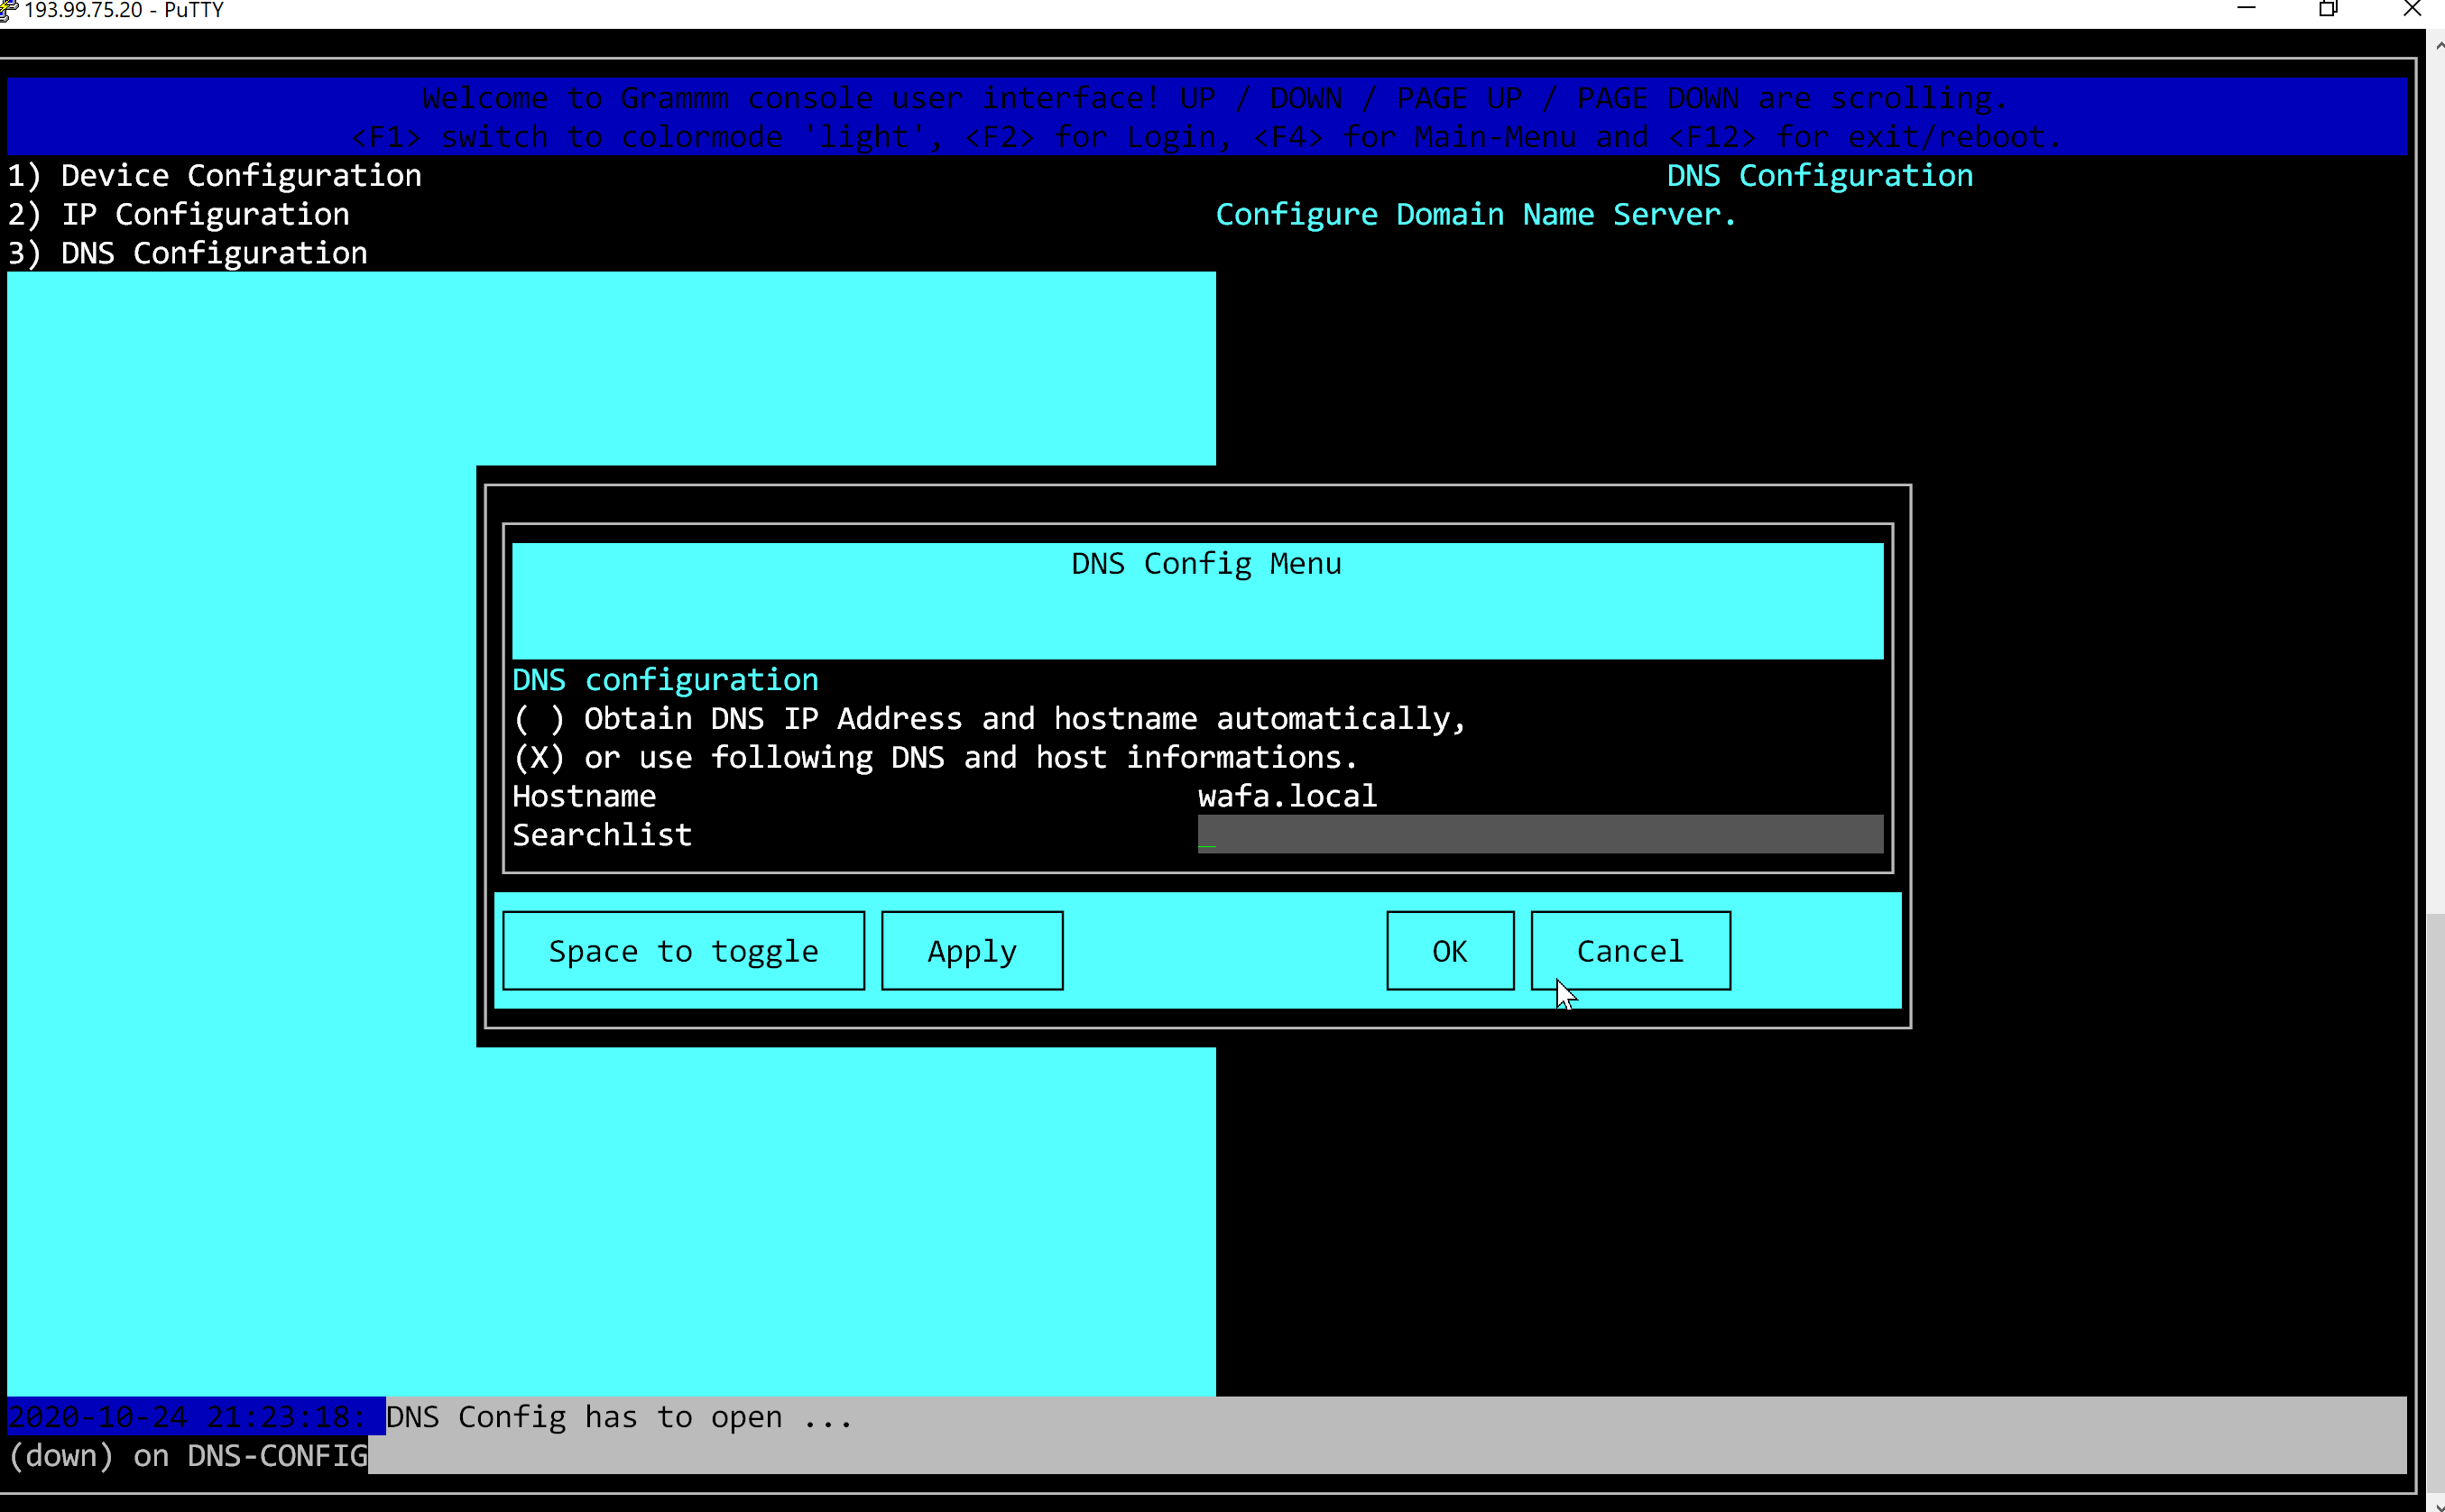 193.99.75.20 - PuTTY
Welcome to Grammm console user interface! UP / DOWN / PAGE UP / PAGE DOWN are scrolling.
<F1> switch to colormode 'light', <F2> for Login, <F4> for Main-Menu and <F12> for exit/reboot.
1) Device Configuration
2) IP Configuration
3) DNS Configuration
DNS Configuration
Configure Domain Name Server.
DNS Config Menu
DNS configuration
( ) Obtain DNS IP Address and hostname automatically,
(X) or use following DNS and host informations.
Hostname wafa.local
Searchlist
Space to toggle Apply OK Cancel
2020-10-24 21:23:18: DNS Config has to open ...
(down) on DNS-CONFIG